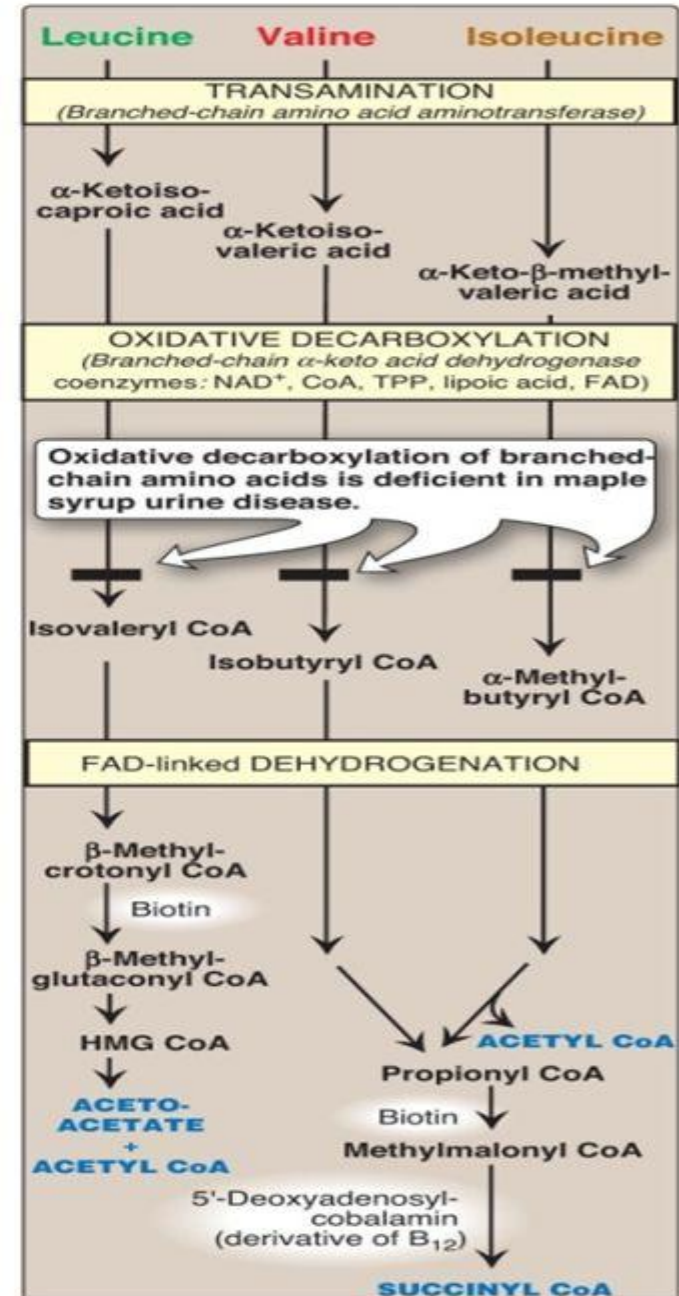 Leucine Valine Isoleucine
TRANSAMINATION
(Branched-chain amino acid aminotransferase)
α-Ketoiso-
caproic acid
α-Ketoiso-
valeric acid
α-Keto-β-methyl-
valeric acid
OXIDATIVE DECARBOXYLATION
(Branched-chain α-keto acid dehydrogenase
coenzymes: NAD⁺, CoA, TPP, lipoic acid, FAD)
Oxidative decarboxylation of branched-
chain amino acids is deficient in maple
syrup urine disease.
Isovaleryl CoA
Isobutyryl CoA
α-Methyl-
butyryl CoA
FAD-linked DEHYDROGENATION
β-Methyl-
crotonyl CoA
Biotin
β-Methyl-
glutaconyl CoA
HMG CoA
ACETO-
ACETATE
+
ACETYL CoA
ACETYL CoA
Propionyl CoA
Biotin
Methylmalonyl CoA
5'-Deoxyadenosyl-
cobalamin
(derivative of B₁₂)
SUCCINYL CoA